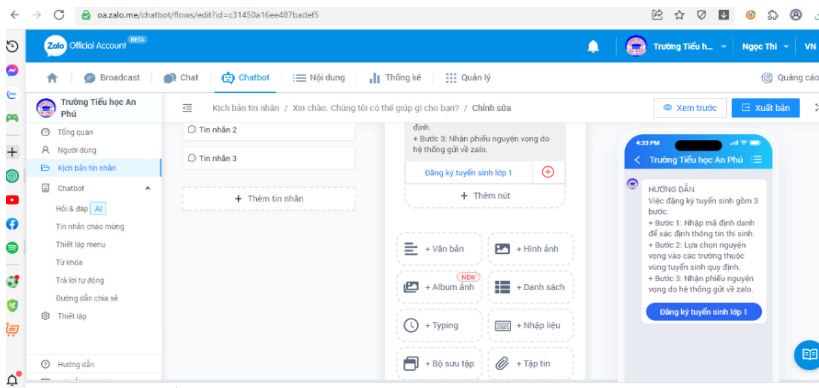 oa.zalo.me/chatbot/flows/edit?id=c31450a16ee487badef5
Zalo Official Account BETA
Trường Tiểu h...
Ngọc Thi
VN
Broadcast
Chat
Chatbot
Nội dung
Thống kê
Quản lý
Quảng cáo
Trường Tiểu học An
Phú
Kịch bản tin nhắn / Xin chào. Chúng tôi có thể giúp gì cho bạn? / Chỉnh sửa
Xem trước
Xuất bản
Tổng quan
Người dùng
Kịch bản tin nhắn
Chatbot
Hỏi & đáp AI
Tin nhắn chào mừng
Thiết lập menu
Từ khóa
Trả lời tự động
Đường dẫn chia sẻ
Thiết lập
Hướng dẫn
Tin nhắn 2
Tin nhắn 3
+ Thêm tin nhắn
định.
+ Bước 3: Nhận phiếu nguyện vọng do
hệ thống gửi về zalo.
Đăng ký tuyển sinh lớp 1
+ Thêm nút
+ Văn bản
+ Hình ảnh
NEW
+ Album ảnh
+ Danh sách
+ Typing
+ Nhập liệu
+ Bộ sưu tập
+ Tập tin
4:33 PM
Trường Tiểu học An Phú
HƯỚNG DẪN
Việc đặng ký tuyển sinh gồm 3
bước:
+ Bước 1: Nhập mã định danh
để xác định thông tin thí sinh.
+ Bước 2: Lựa chọn nguyện
vọng vào các trường thuộc
vùng tuyển sinh quy định.
+ Bước 3: Nhận phiếu nguyện
vọng do hệ thống gửi về zalo.
Đăng ký tuyển sinh lớp 1